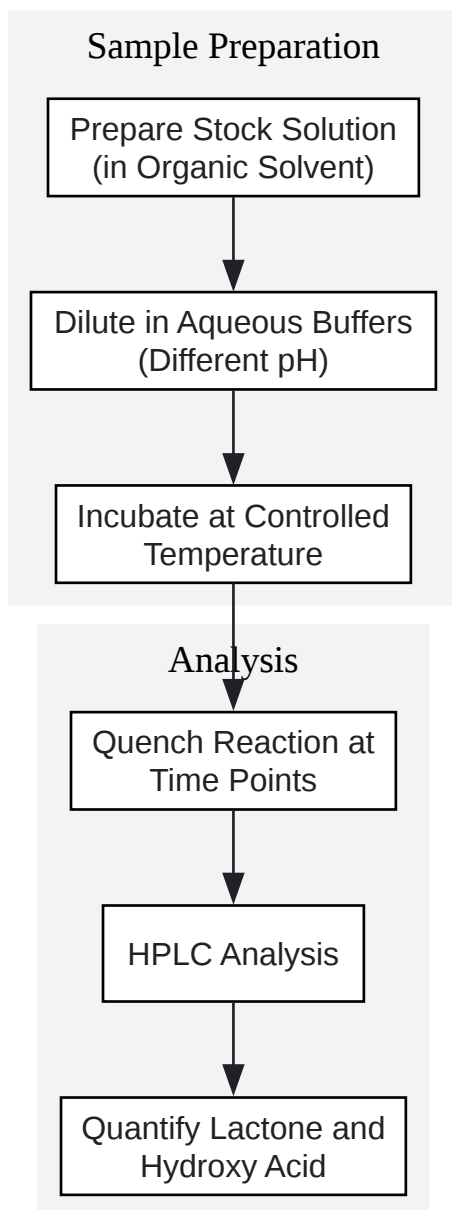 Sample Preparation
Prepare Stock Solution
(in Organic Solvent)
Dilute in Aqueous Buffers
(Different pH)
Incubate at Controlled
Temperature
Analysis
Quench Reaction at
Time Points
HPLC Analysis
Quantify Lactone and
Hydroxy Acid